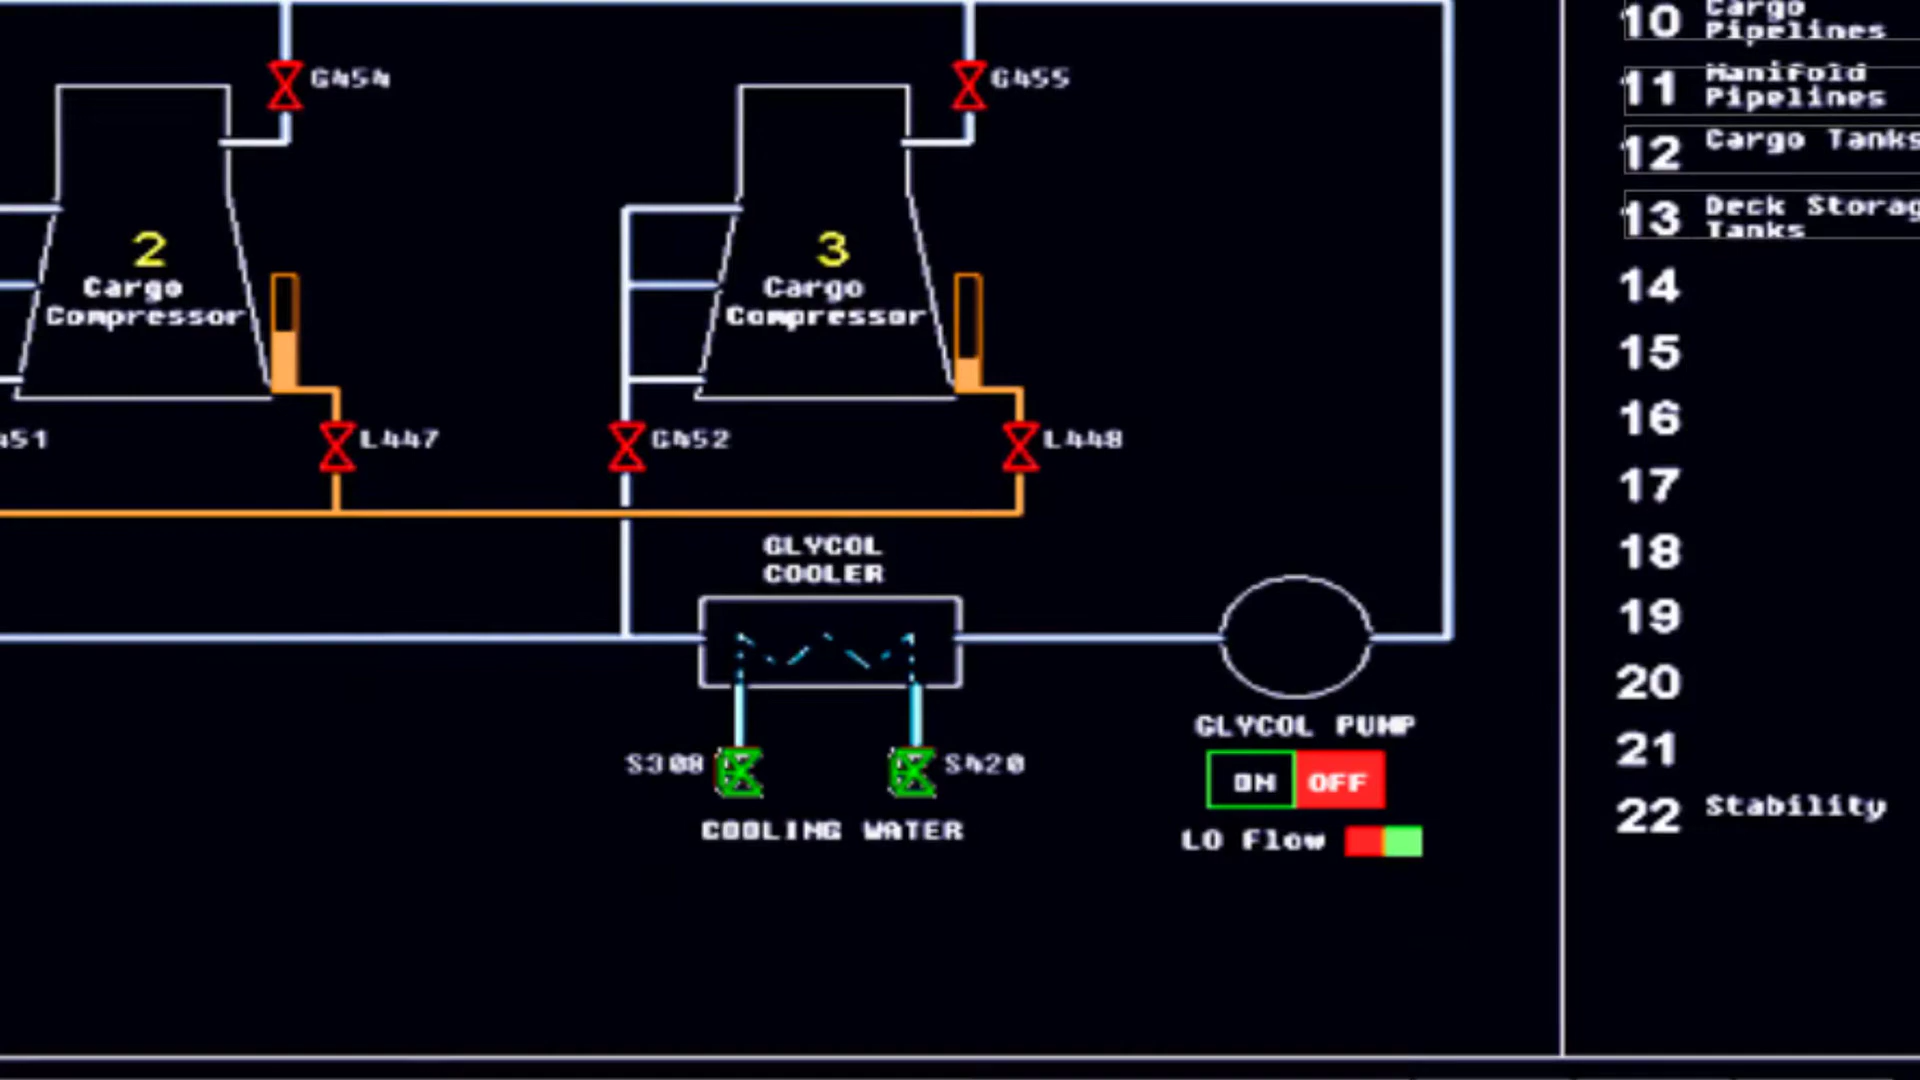 10 Cargo
Pipelines
G454
G455
11 Manifold
Pipelines
12 Cargo Tanks
13 Deck Storag
Tanks
2
Cargo
Compressor
3
Cargo
Compressor
14
15
16
451
L447
G452
L448
17
18
GLYCOL
COOLER
19
20
GLYCOL PUMP
S308
S420
ON OFF
21
COOLING WATER
LO Flow
22 Stability